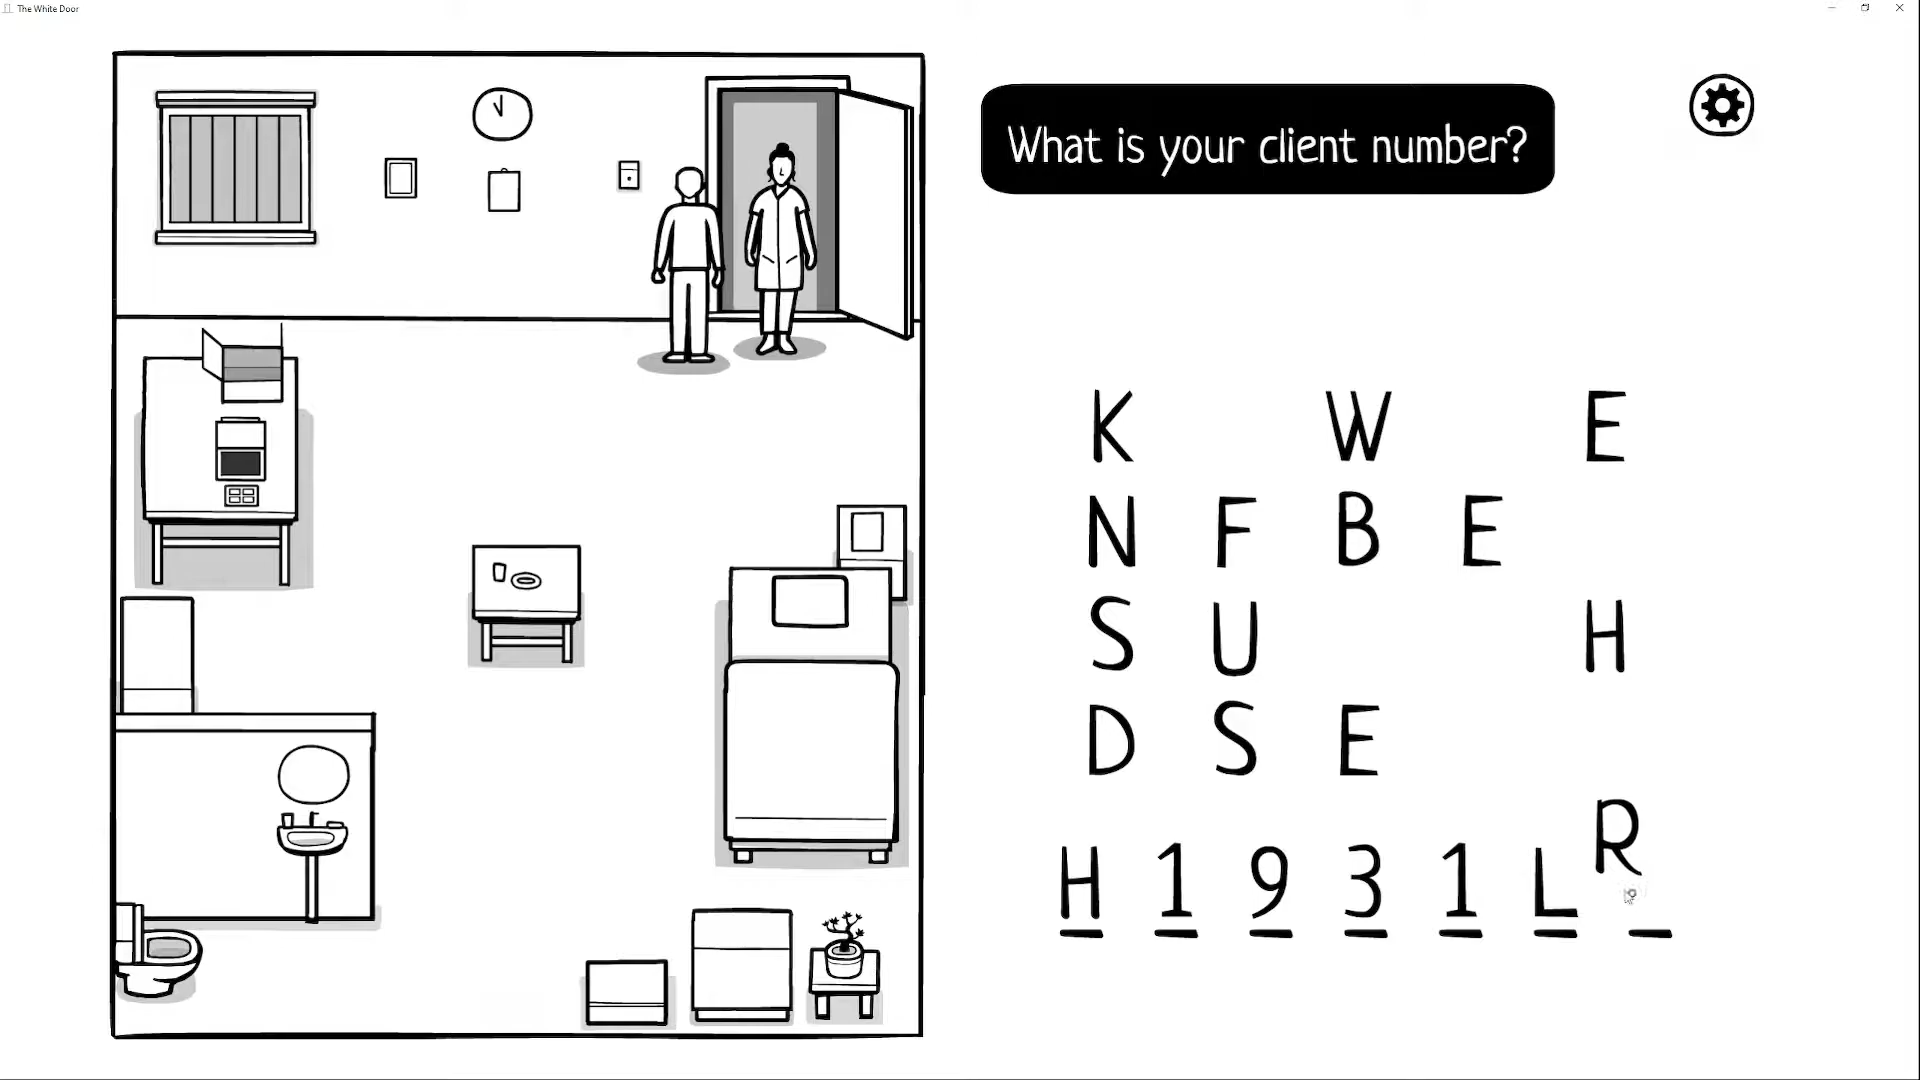 The White Door
What is your client number?
K W E
N F B E
S U H
D S E
R
H 1 9 3 1 L _